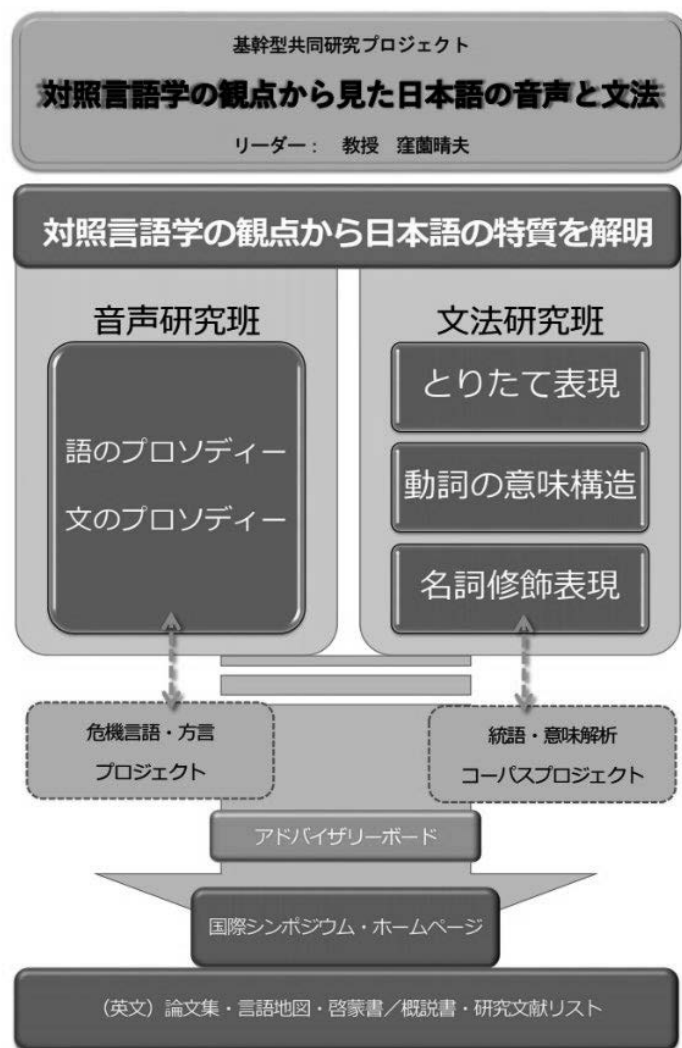 基幹型共同研究プロジェクト
対照言語学の観点から見た日本語の音声と文法
リーダー： 教授 窪薗晴夫
対照言語学の観点から日本語の特質を解明
音声研究班
語のプロソディー
文のプロソディー
文法研究班
とりたて表現
動詞の意味構造
名詞修飾表現
危機言語・方言
プロジェクト
統語・意味解析
コーパスプロジェクト
アドバイザリーボード
国際シンポジウム・ホームページ
（英文）論文集・言語地図・啓蒙書／概説書・研究文献リスト